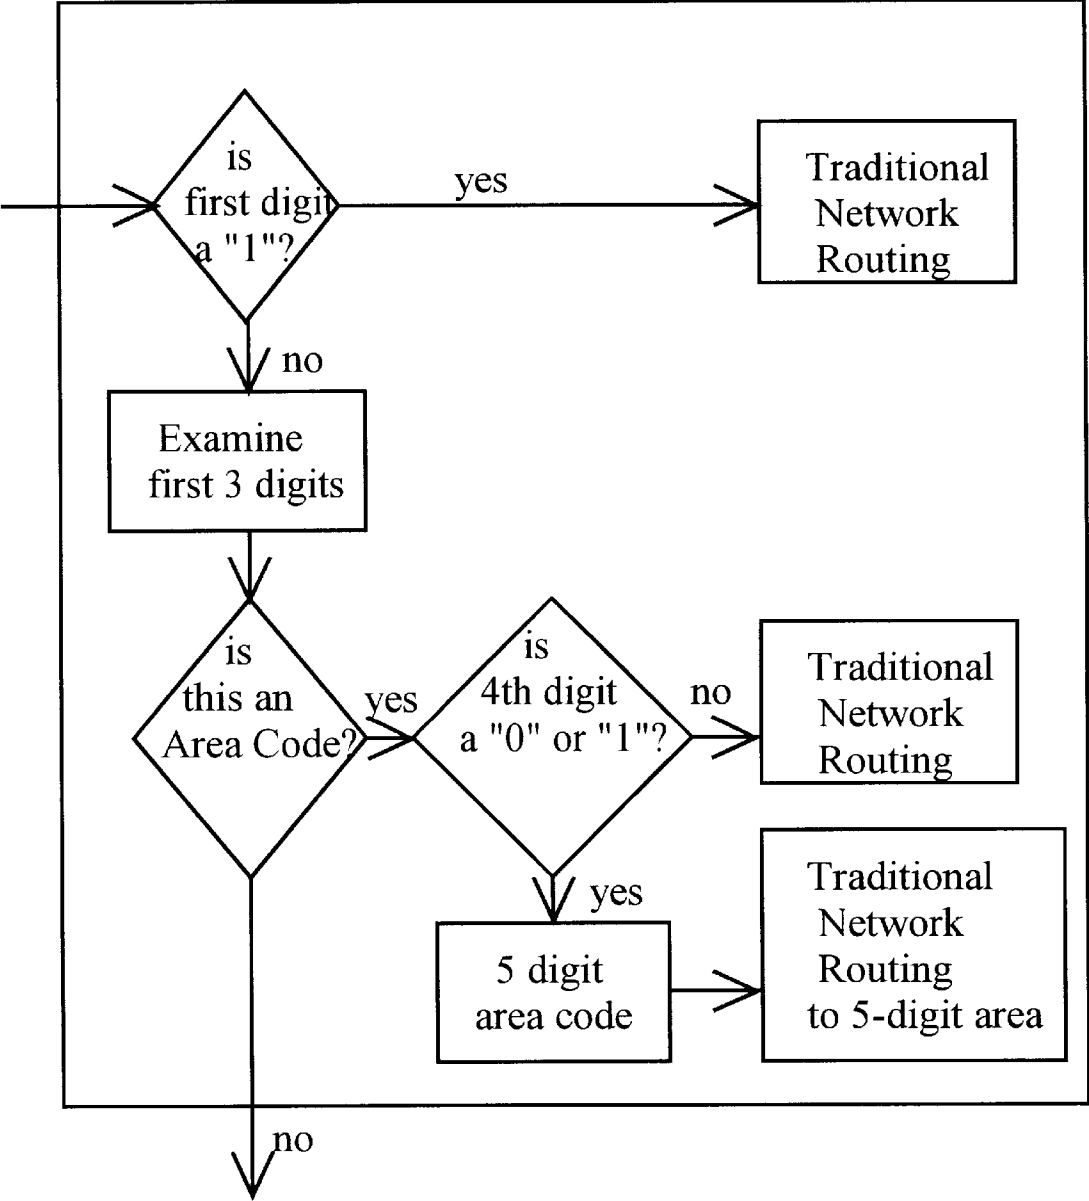 is
first digit
a "1"?
yes
Traditional
Network
Routing
no
Examine
first 3 digits
is
this an
Area Code?
yes
is
4th digit
a "0" or "1"?
no
Traditional
Network
Routing
yes
5 digit
area code
Traditional
Network
Routing
to 5-digit area
no